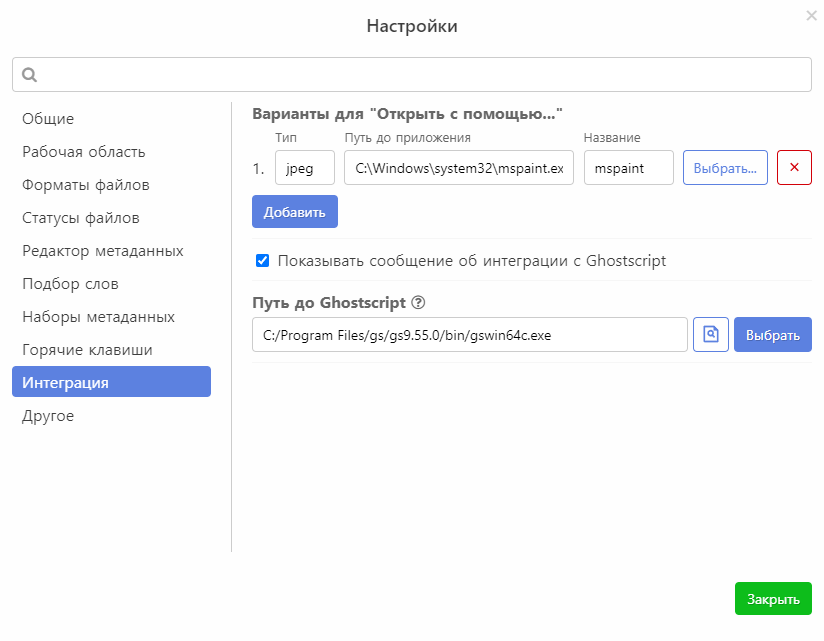 Настройки
Общие
Рабочая область
Форматы файлов
Статусы файлов
Редактор метаданных
Подбор слов
Наборы метаданных
Горячие клавиши
Интеграция
Другое
Варианты для "Открыть с помощью..."
Тип Путь до приложения Название
1. jpeg C:\Windows\system32\mspaint.ex mspaint Выбрать...
Добавить
Показывать сообщение об интеграции с Ghostscript
Путь до Ghostscript
C:/Program Files/gs/gs9.55.0/bin/gswin64c.exe Выбрать
Закрыть